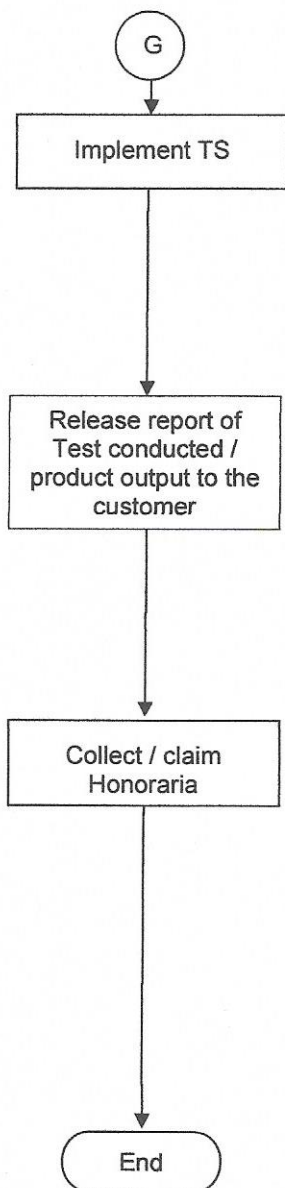 G
Implement TS
Release report of
Test conducted /
product output to the
customer
Collect / claim
Honoraria
End